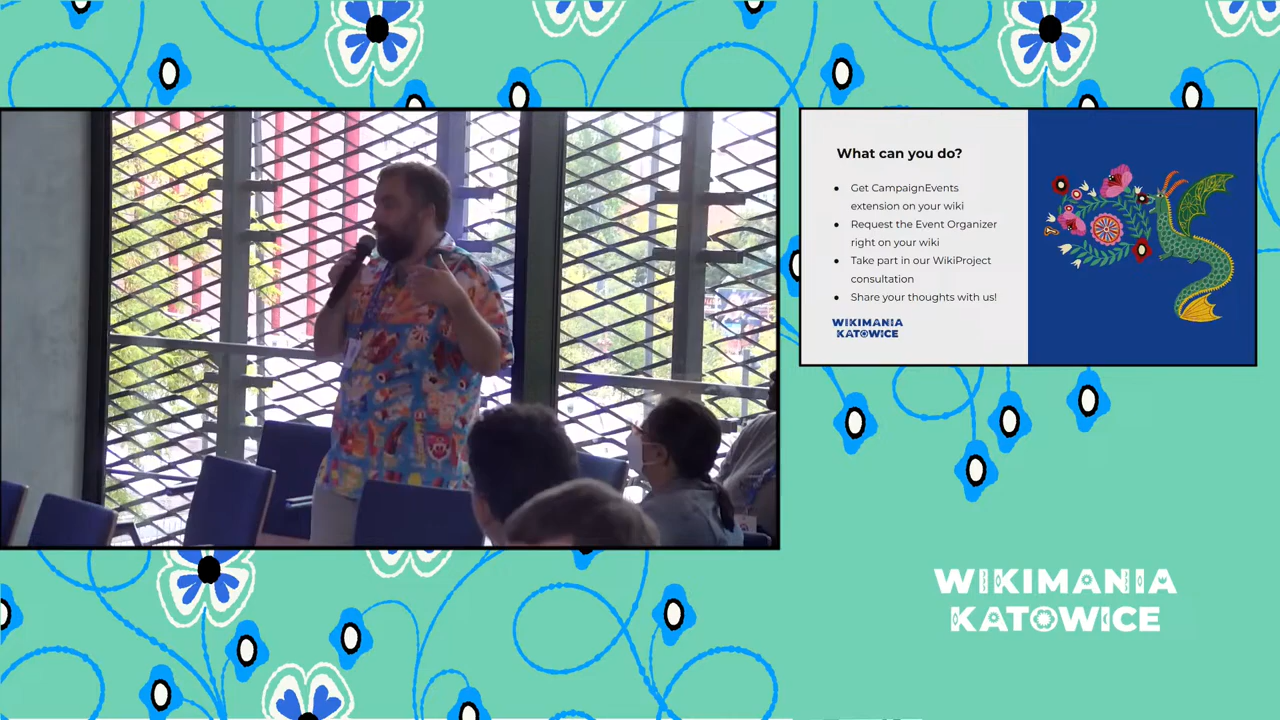 What can you do?
● Get CampaignEvents
extension on your wiki
● Request the Event Organizer
right on your wiki
● Take part in our WikiProject
consultation
● Share your thoughts with us!
WIKIMANIA
KATOWICE
WIKIMANIA
KATOWICE